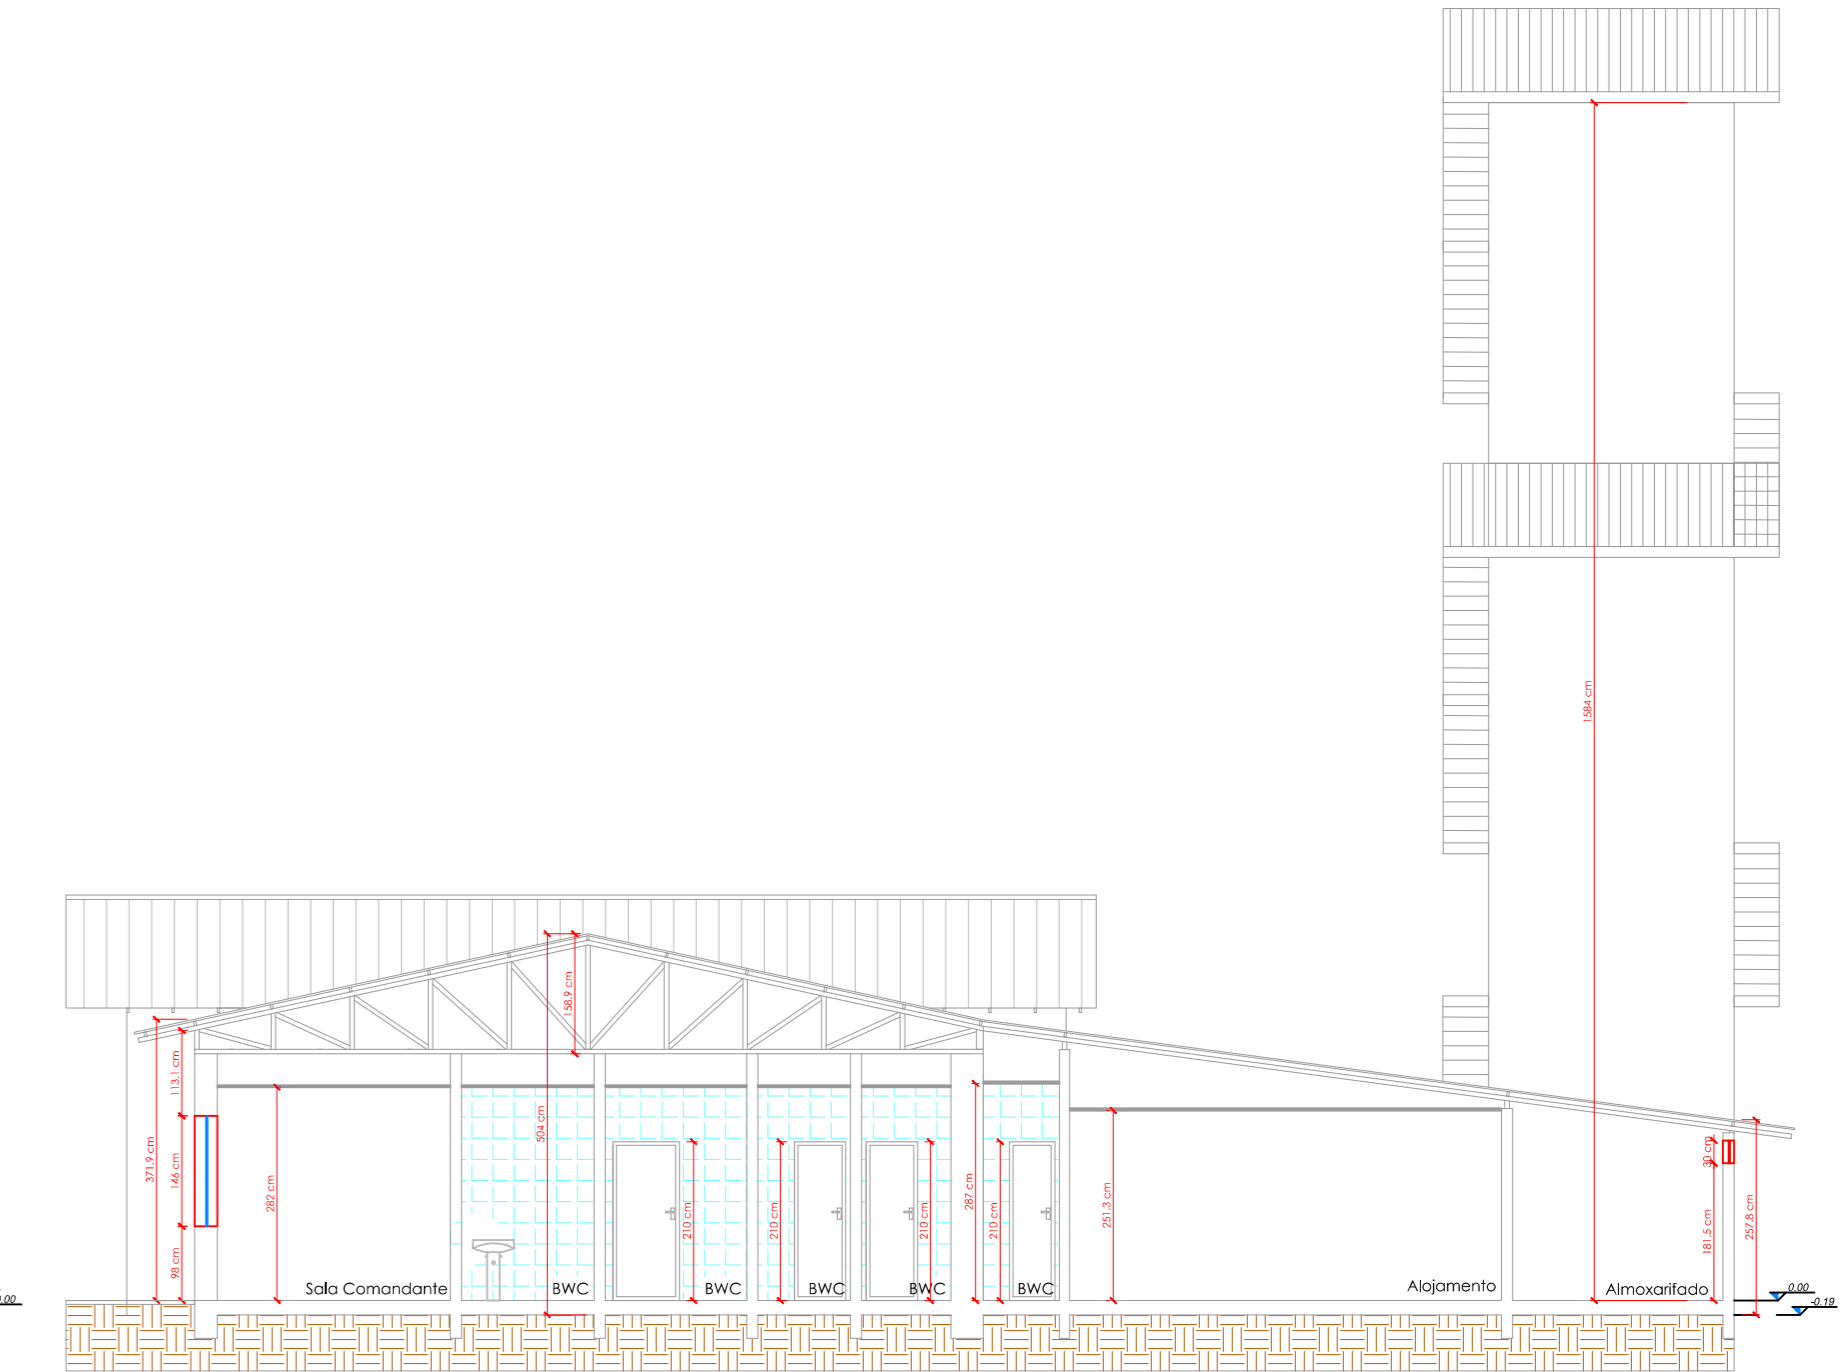 1584 cm
158.9 cm
113.1 cm
504 cm
371.9 cm
146 cm
30 cm
282 cm
287 cm
251.3 cm
210 cm
210 cm
210 cm
210 cm
181.5 cm
257.8 cm
98 cm
Sala Comandante
BWC
BWC
BWC
BWC
BWC
Alojamento
Almoxarifado
0.00
-0.19